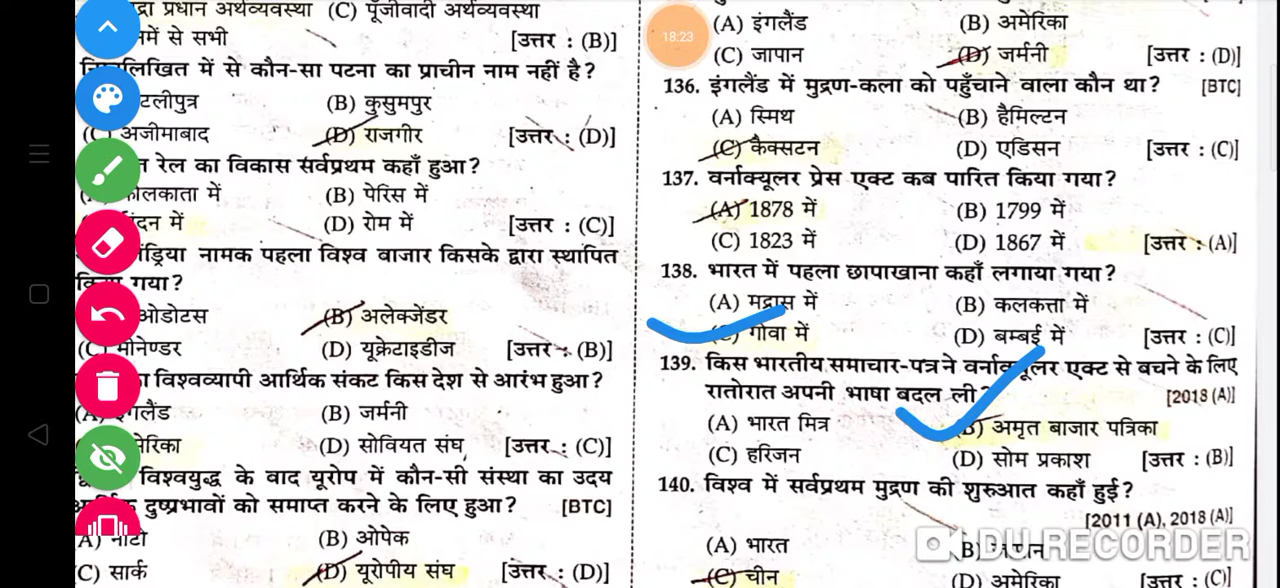 द्रा प्रधान अर्थव्यवस्था (C) पूँजीवादी अर्थव्यवस्था
में से सभी [उत्तर : (B)]
लिखित में से कौन-सा पटना का प्राचीन नाम नहीं है?
टलीपुत्र (B) कुसुमपुर
(C) अजीमाबाद (D) राजगीर [उत्तर : (D)]
त रेल का विकास सर्वप्रथम कहाँ हुआ?
कोलकाता में (B) पेरिस में
दन में (D) रोम में [उत्तर : (C)]
ंड्रिया नामक पहला विश्व बाजार किसके द्वारा स्थापित
किया गया?
ओडोटस (B) अलेक्जेंडर
(C) मीनेण्डर (D) यूक्रेटाइडीज [उत्तर : (B)]
विश्वव्यापी आर्थिक संकट किस देश से आरंभ हुआ?
(A) गलैंड (B) जर्मनी
मेरिका (D) सोवियत संघ [उत्तर : (C)]
विश्वयुद्ध के बाद यूरोप में कौन-सी संस्था का उदय
दुष्प्रभावों को समाप्त करने के लिए हुआ? [BTC]
A) नाटो (B) ओपेक
C) सार्क (D) यूरोपीय संघ [उत्तर : (D)]
18:23
(A) इंगलैंड (B) अमेरिका
(C) जापान (D) जर्मनी [उत्तर : (D)]
136. इंगलैंड में मुद्रण-कला को पहुँचाने वाला कौन था? [BTC]
(A) स्मिथ (B) हैमिल्टन
(C) कैक्सटन (D) एडिसन [उत्तर : (C)]
137. वर्नाक्यूलर प्रेस एक्ट कब पारित किया गया?
(A) 1878 में (B) 1799 में
(C) 1823 में (D) 1867 में [उत्तर : (A)]
138. भारत में पहला छापाखाना कहाँ लगाया गया?
(A) मद्रास में (B) कलकत्ता में
(C) गोवा में (D) बम्बई में [उत्तर : (C)]
139. किस भारतीय समाचार-पत्र ने वर्नाक्यूलर एक्ट से बचने के लिए
रातोरात अपनी भाषा बदल ली? [2018 (A)]
(A) भारत मित्र (B) अमृत बाजार पत्रिका
(C) हरिजन (D) सोम प्रकाश [उत्तर : (B)]
140. विश्व में सर्वप्रथम मुद्रण की शुरुआत कहाँ हुई?
[2011 (A), 2018 (A)]
(A) भारत B)
(C) चीन (D) अमेरिका [उत्तर : (C)]
DU RECORDER